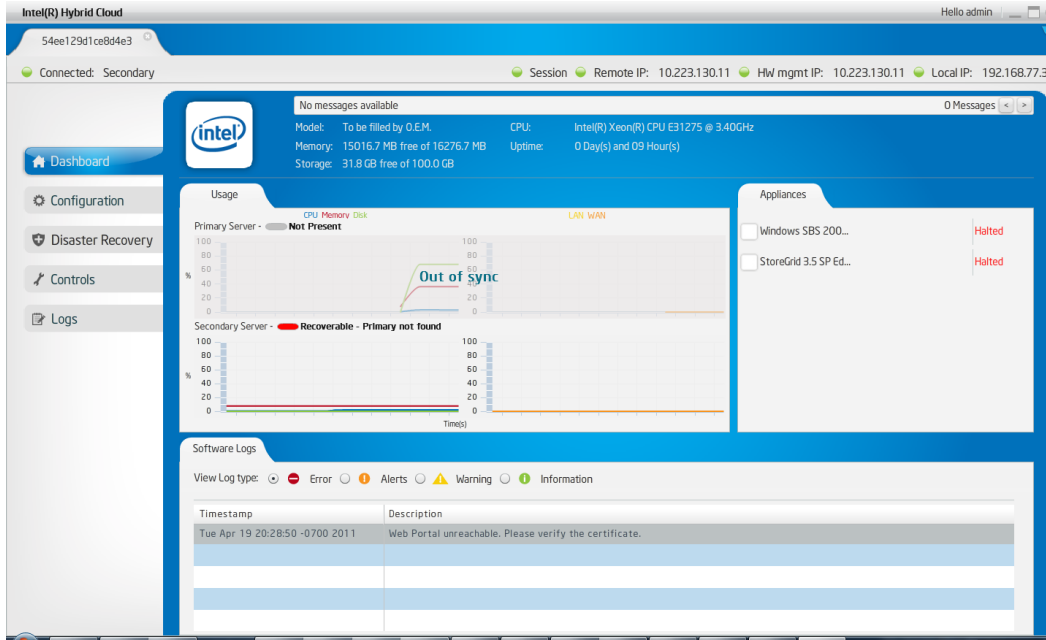 Intel(R) Hybrid Cloud
Hello admin
54ee129d1ce8d4e3
Connected: Secondary
Session
Remote IP: 10.223.130.11
HW mgmt IP: 10.223.130.11
Local IP: 192.168.77.3
intel
No messages available
0 Messages < >
Model: To be filled by O.E.M.
CPU: Intel(R) Xeon(R) CPU E31275 @ 3.40GHz
Memory: 15016.7 MB free of 16276.7 MB
Uptime: 0 Day(s) and 09 Hour(s)
Storage: 31.8 GB free of 100.0 GB
Dashboard
Configuration
Disaster Recovery
Controls
Logs
Usage
CPU Memory Disk
LAN WAN
Primary Server - Not Present
100
80
60
40
20
0
%
100
80
60
40
20
0
Out of sync
Secondary Server - Recoverable - Primary not found
100
80
60
40
20
0
%
100
80
60
40
20
0
Time(s)
Appliances
Windows SBS 200... Halted
StoreGrid 3.5 SP Ed... Halted
Software Logs
View Log type: Error Alerts Warning Information
Timestamp Description
Tue Apr 19 20:28:50 -0700 2011 Web Portal unreachable. Please verify the certificate.